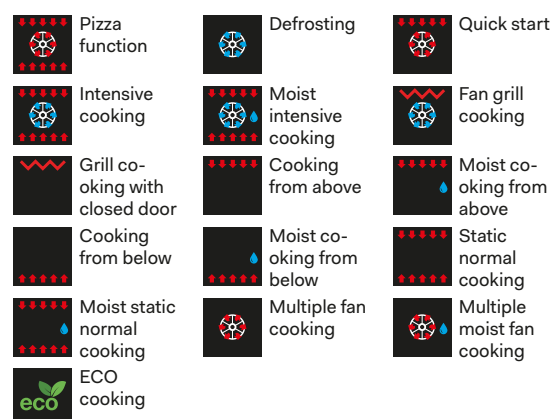 Pizza
function
Defrosting
Quick start
Intensive
cooking
Moist
intensive
cooking
Fan grill
cooking
Grill co-
oking with
closed door
Cooking
from above
Moist co-
oking from
above
Cooking
from below
Moist co-
oking from
below
Static
normal
cooking
Moist static
normal
cooking
Multiple fan
cooking
Multiple
moist fan
cooking
eco
ECO
cooking